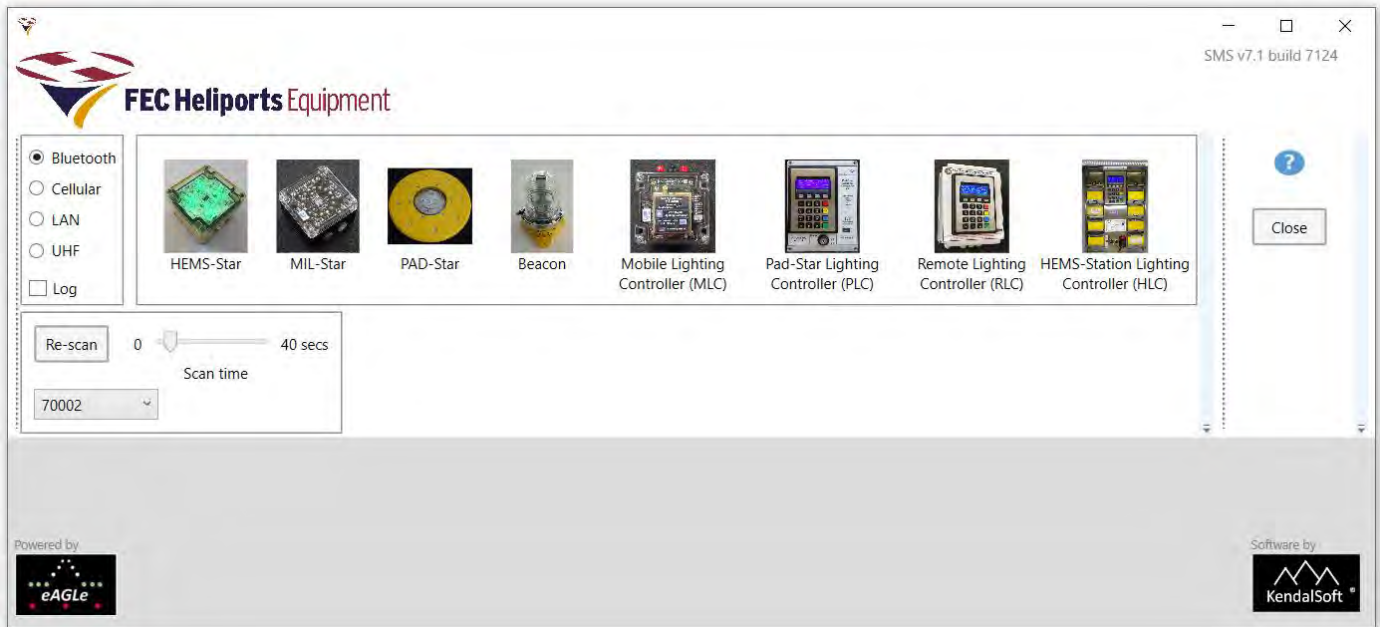 SMS v7.1 build 7124
FEC Heliports Equipment
Bluetooth
Cellular
LAN
UHF
Log
HEMS-Star
MIL-Star
PAD-Star
Beacon
Mobile Lighting
Controller (MLC)
Pad-Star Lighting
Controller (PLC)
Remote Lighting
Controller (RLC)
HEMS-Station Lighting
Controller (HLC)
?
Close
Re-scan
0
40 secs
Scan time
70002
Powered by
eAGLe
Software by
KendalSoft